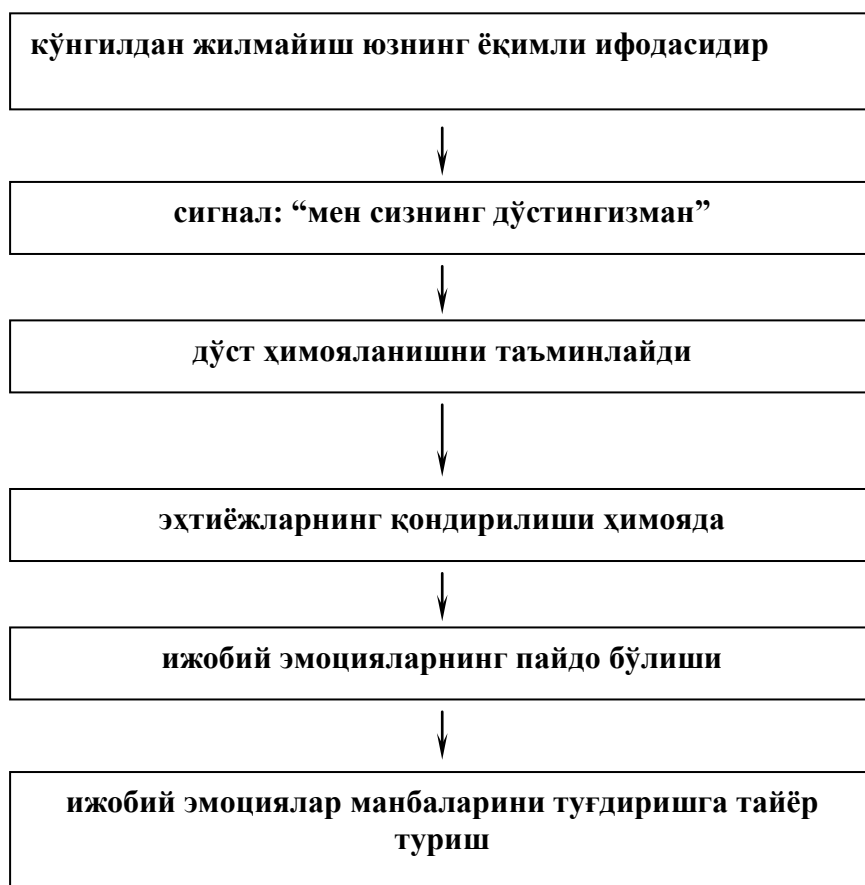 кўнгилдан жилмайиш юзнинг ёқимли ифодасидир
сигнал: “мен сизнинг дўстингизман”
дўст ҳимояланишни таъминлайди
эҳтиёжларнинг қондирилиши ҳимояда
ижобий эмоцияларнинг пайдо бўлиши
ижобий эмоциялар манбаларини туғдиришга тайёр
туриш